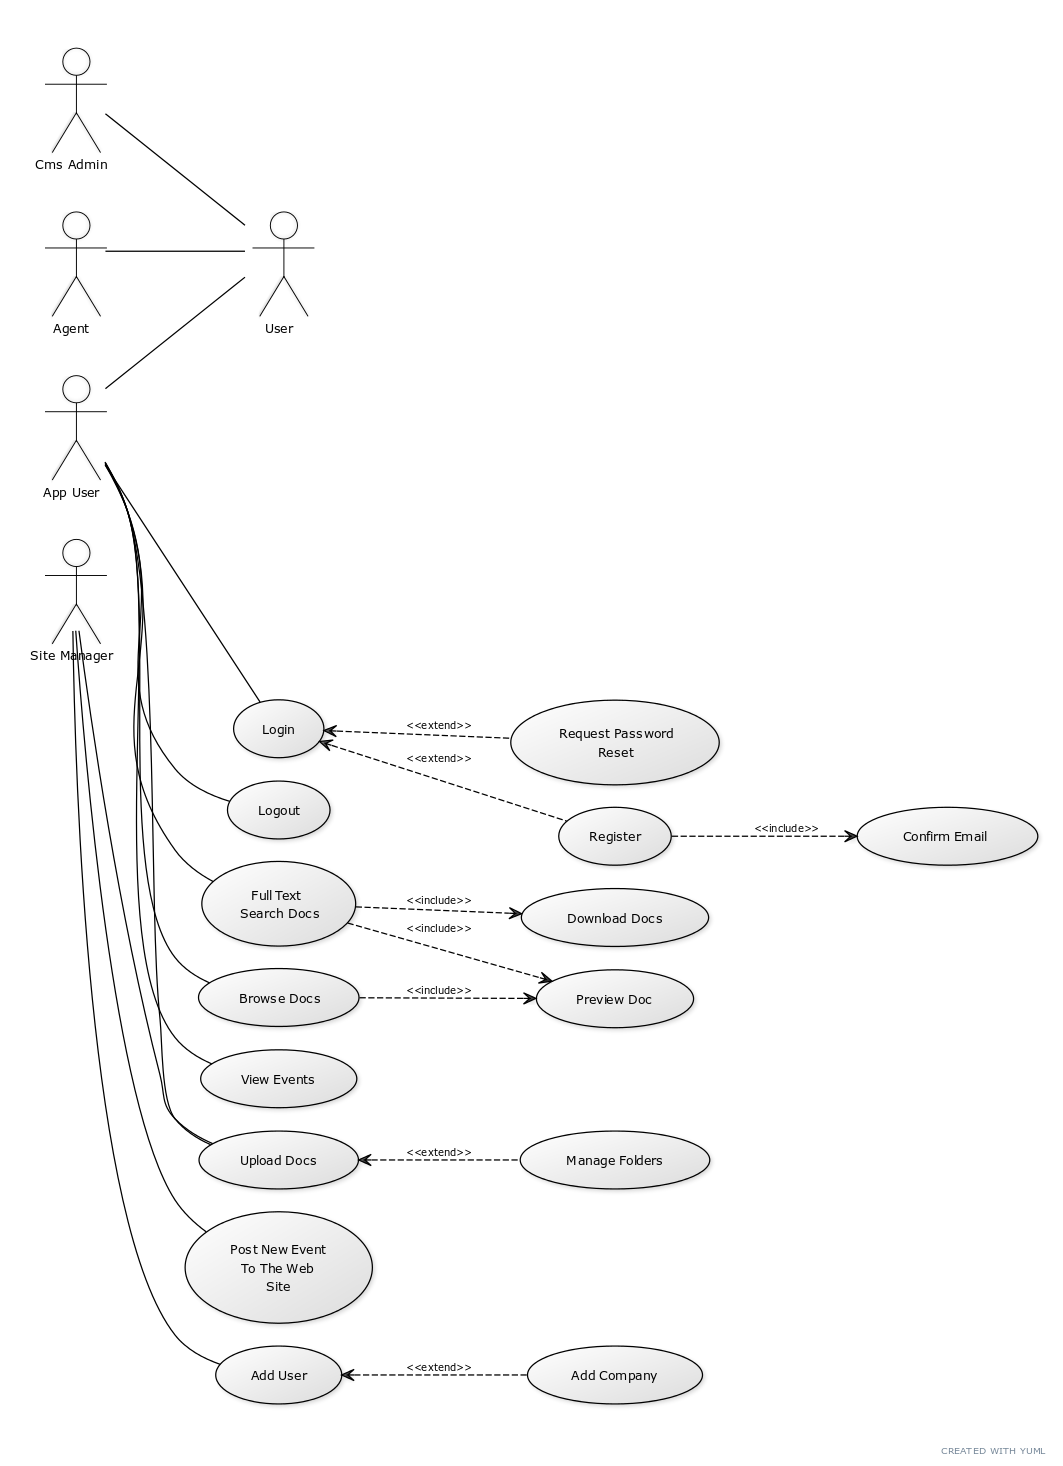 Cms Admin
Agent
User
App User
Site Manager
Login
<<extend>>
Request Password
Reset
<<extend>>
Logout
Register
<<include>>
Confirm Email
Full Text
Search Docs
<<include>>
Download Docs
<<include>>
Browse Docs
<<include>>
Preview Doc
View Events
Upload Docs
<<extend>>
Manage Folders
Post New Event
To The Web
Site
Add User
<<extend>>
Add Company
CREATED WITH YUML